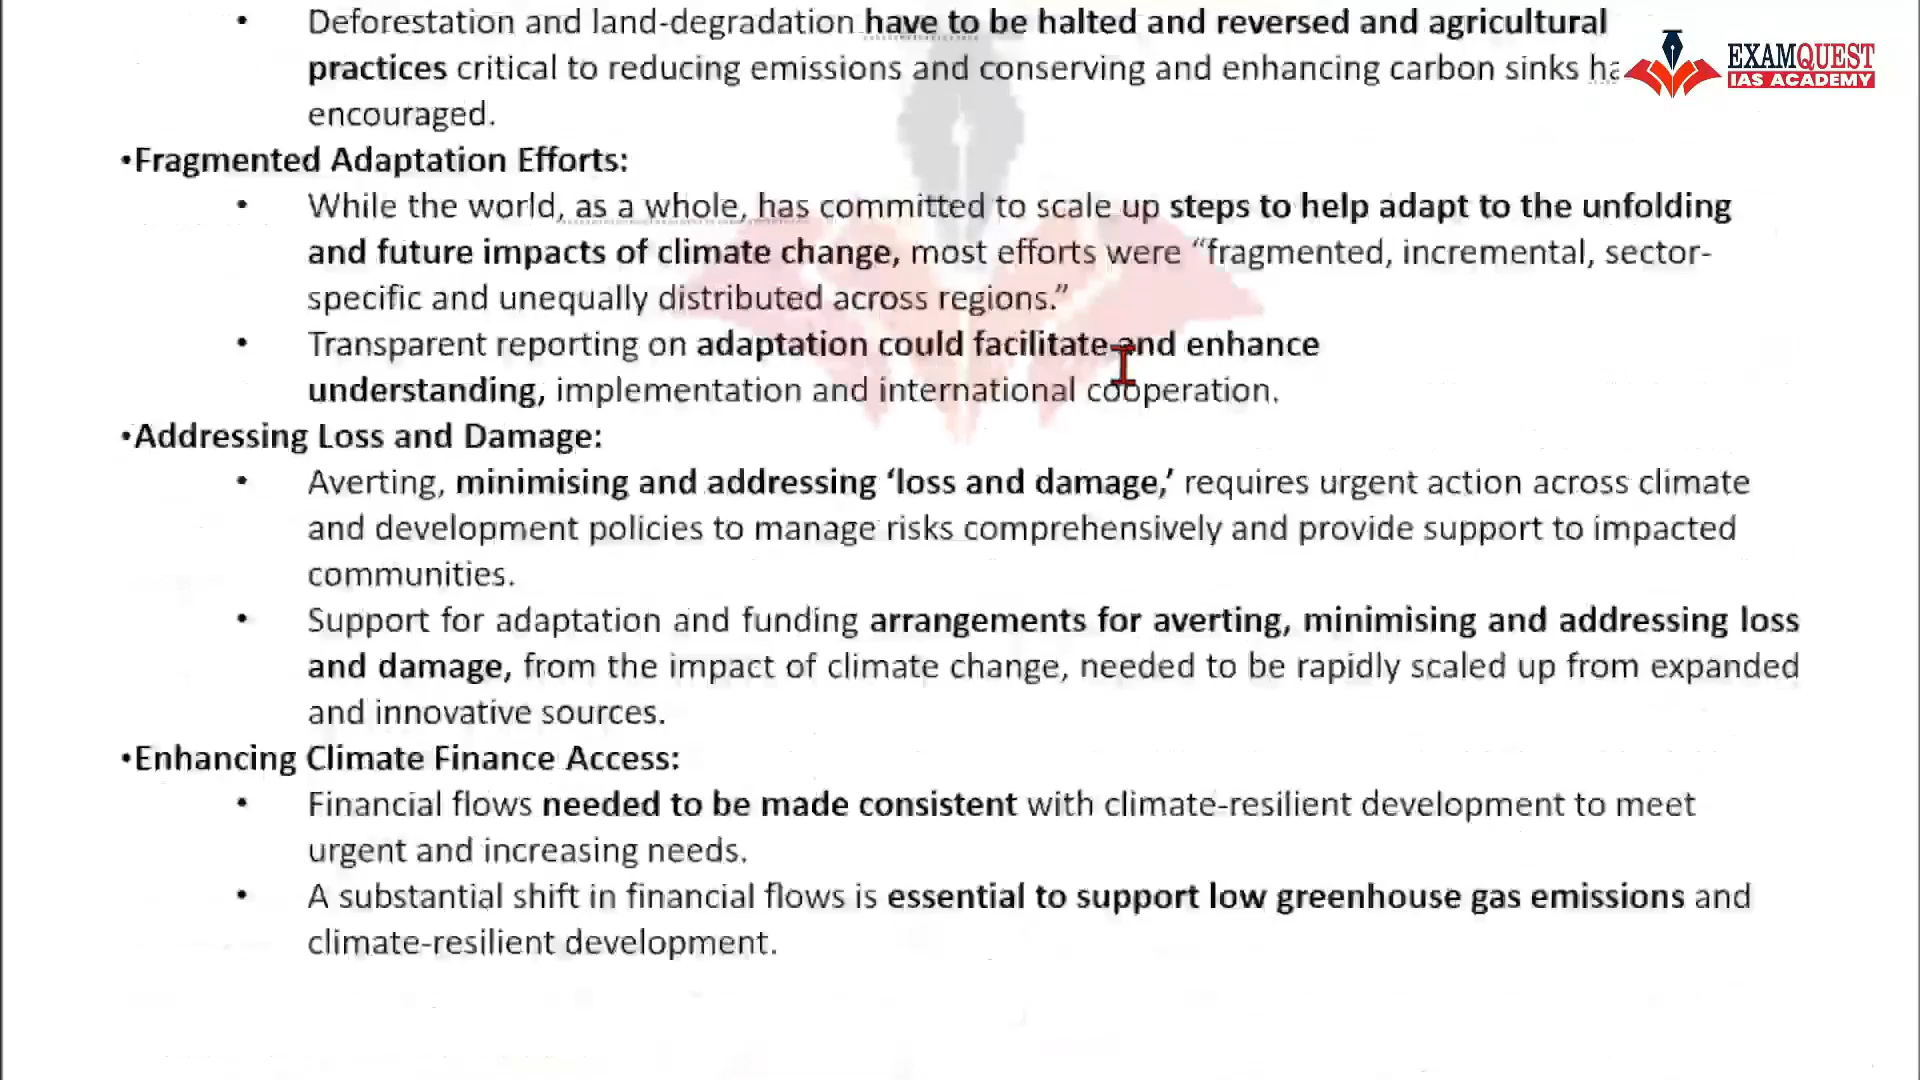 • Deforestation and land-degradation have to be halted and reversed and agricultural
practices critical to reducing emissions and conserving and enhancing carbon sinks
encouraged.
•Fragmented Adaptation Efforts:
• While the world, as a whole, has committed to scale up steps to help adapt to the unfolding
and future impacts of climate change, most efforts were “fragmented, incremental, sector-
specific and unequally distributed across regions.”
• Transparent reporting on adaptation could facilitate and enhance
understanding, implementation and international cooperation.
•Addressing Loss and Damage:
• Averting, minimising and addressing ‘loss and damage,’ requires urgent action across climate
and development policies to manage risks comprehensively and provide support to impacted
communities.
• Support for adaptation and funding arrangements for averting, minimising and addressing loss
and damage, from the impact of climate change, needed to be rapidly scaled up from expanded
and innovative sources.
•Enhancing Climate Finance Access:
• Financial flows needed to be made consistent with climate-resilient development to meet
urgent and increasing needs.
• A substantial shift in financial flows is essential to support low greenhouse gas emissions and
climate-resilient development.
EXAMQUEST
IAS ACADEMY